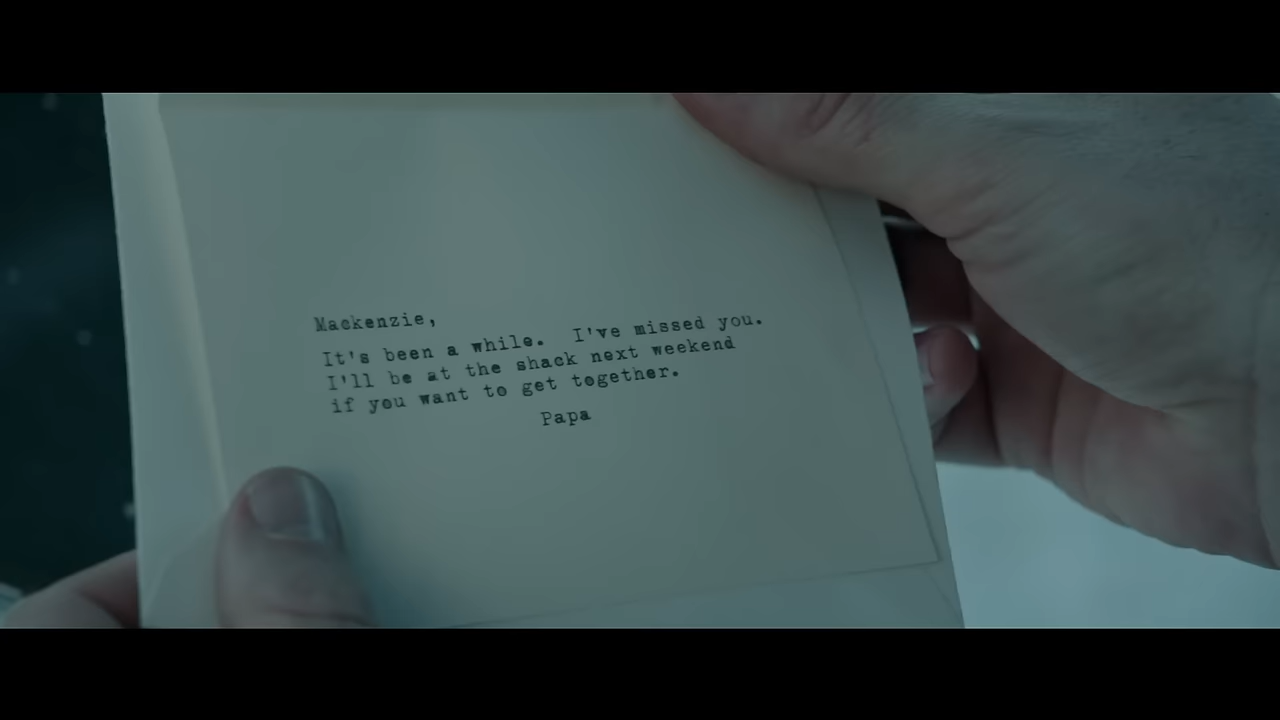 Mackenzie,
It's been a while.  I've missed you.
I'll be at the shack next weekend
if you want to get together.
Papa